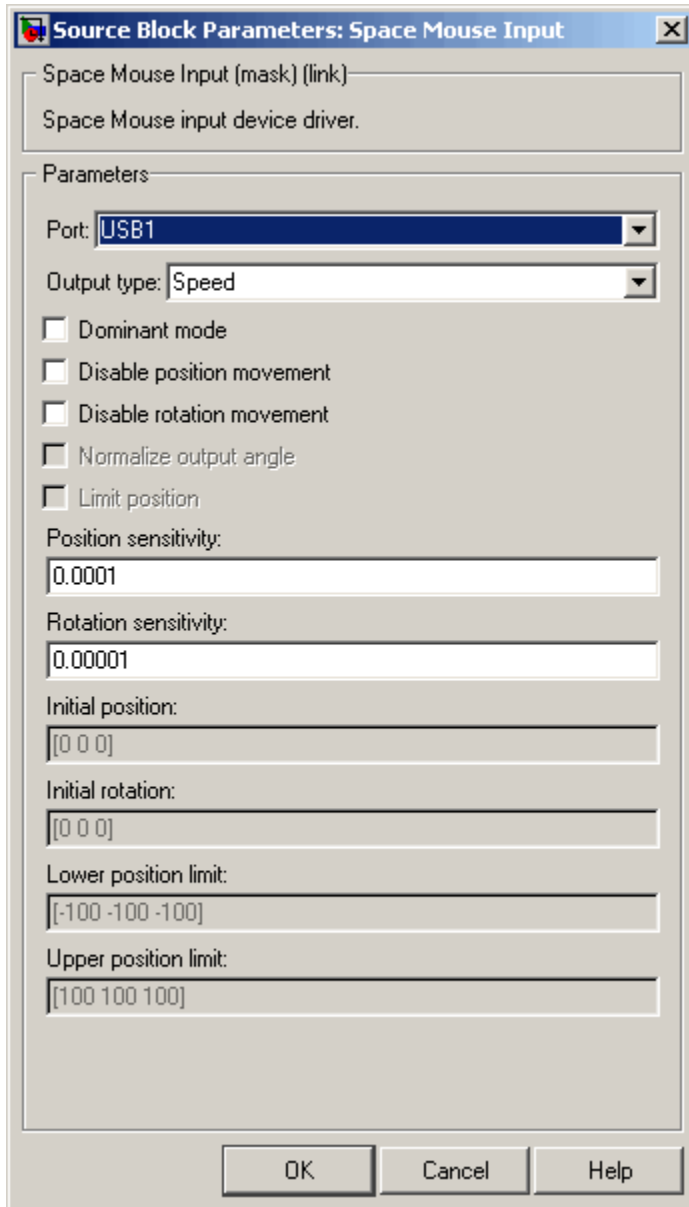 Source Block Parameters: Space Mouse Input
Space Mouse Input (mask) (link)
Space Mouse input device driver.
Parameters
Port: USB1
Output type: Speed
Dominant mode
Disable position movement
Disable rotation movement
Normalize output angle
Limit position
Position sensitivity:
0.0001
Rotation sensitivity:
0.00001
Initial position:
[0 0 0]
Initial rotation:
[0 0 0]
Lower position limit:
[-100 -100 -100]
Upper position limit:
[100 100 100]
OK Cancel Help